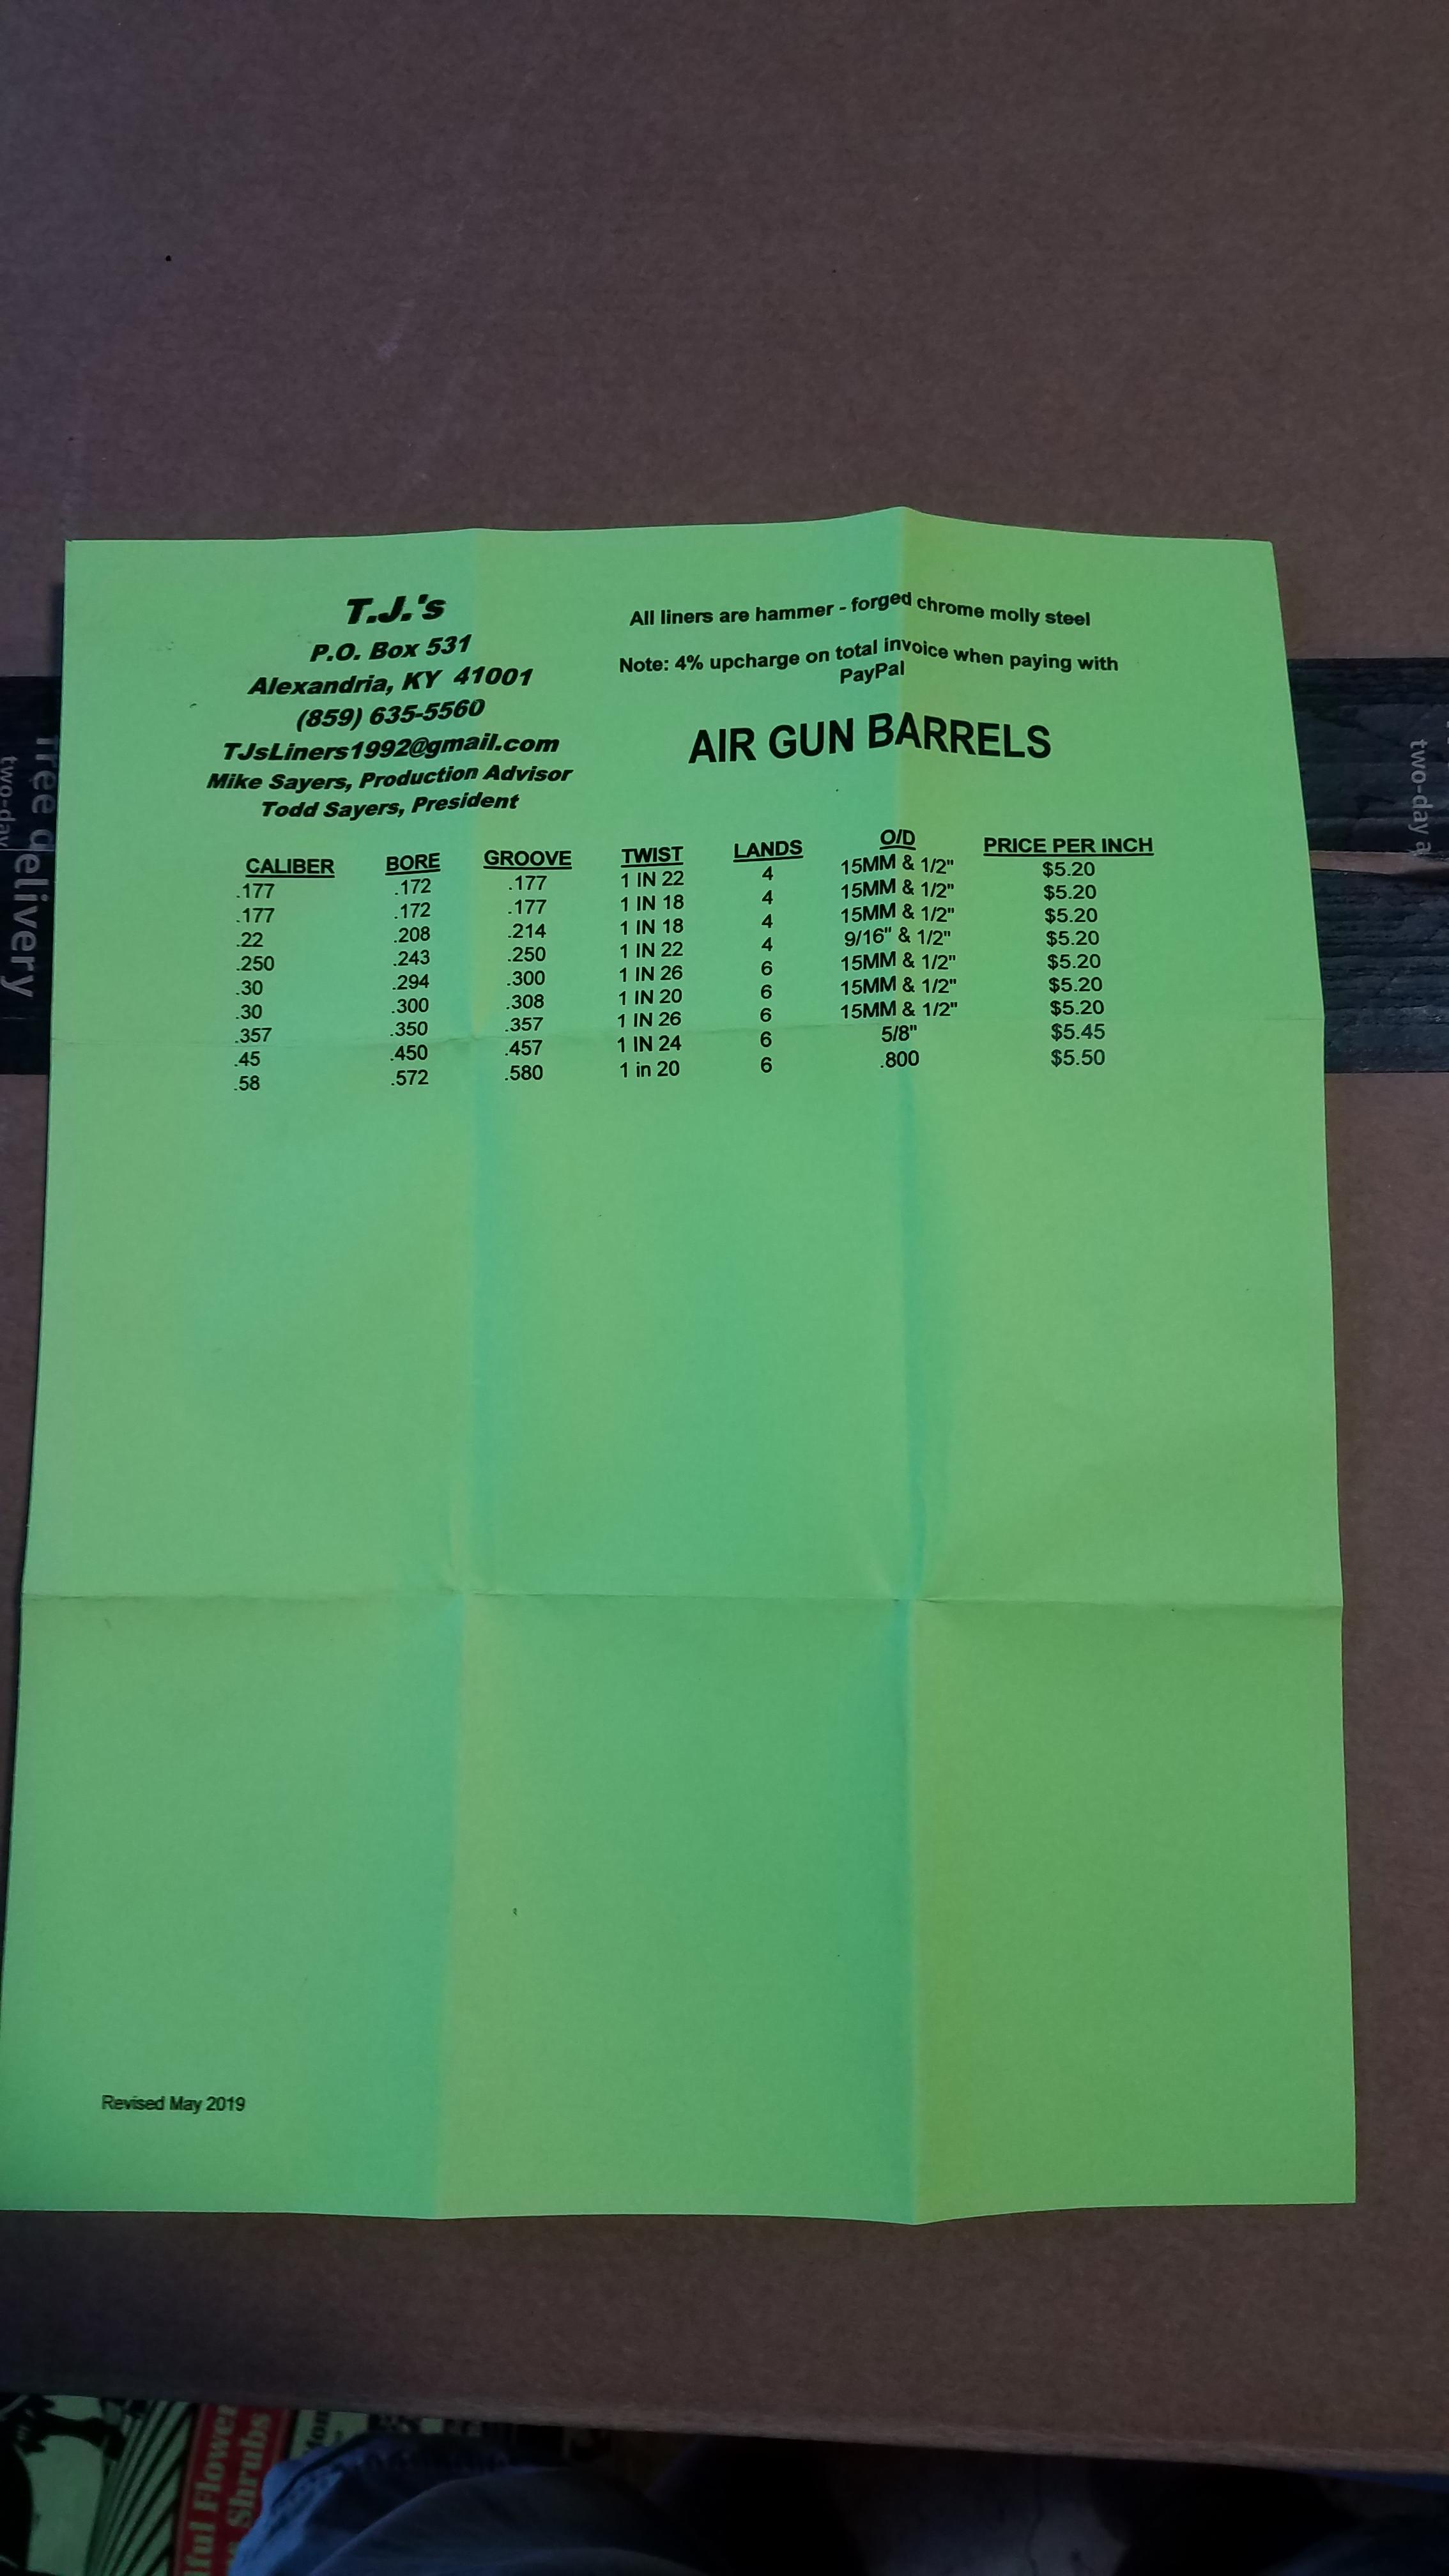 T.J.'s
P.O. Box 531
Alexandria, KY 41001
(859) 635-5560
TJsLiners1992@gmail.com
Mike Sayers, Production Advisor
Todd Sayers, President
All liners are hammer - forged chrome molly steel
Note: 4% upcharge on total invoice when paying with
PayPal
AIR GUN BARRELS
CALIBER BORE GROOVE TWIST LANDS O/D PRICE PER INCH
.177 .172 .177 1 IN 22 4 15MM & 1/2" $5.20
.177 .172 .177 1 IN 18 4 15MM & 1/2" $5.20
.22 .208 .214 1 IN 18 4 15MM & 1/2" $5.20
.250 .243 .250 1 IN 22 4 9/16" & 1/2" $5.20
.30 .294 .300 1 IN 26 6 15MM & 1/2" $5.20
.30 .300 .308 1 IN 20 6 15MM & 1/2" $5.20
.357 .350 .357 1 IN 26 6 15MM & 1/2" $5.20
.45 .450 .457 1 IN 24 6 5/8" $5.45
.58 .572 .580 1 in 20 6 .800 $5.50
Revised May 2019
free delivery
two-day
two-day
Flower
Shrubs